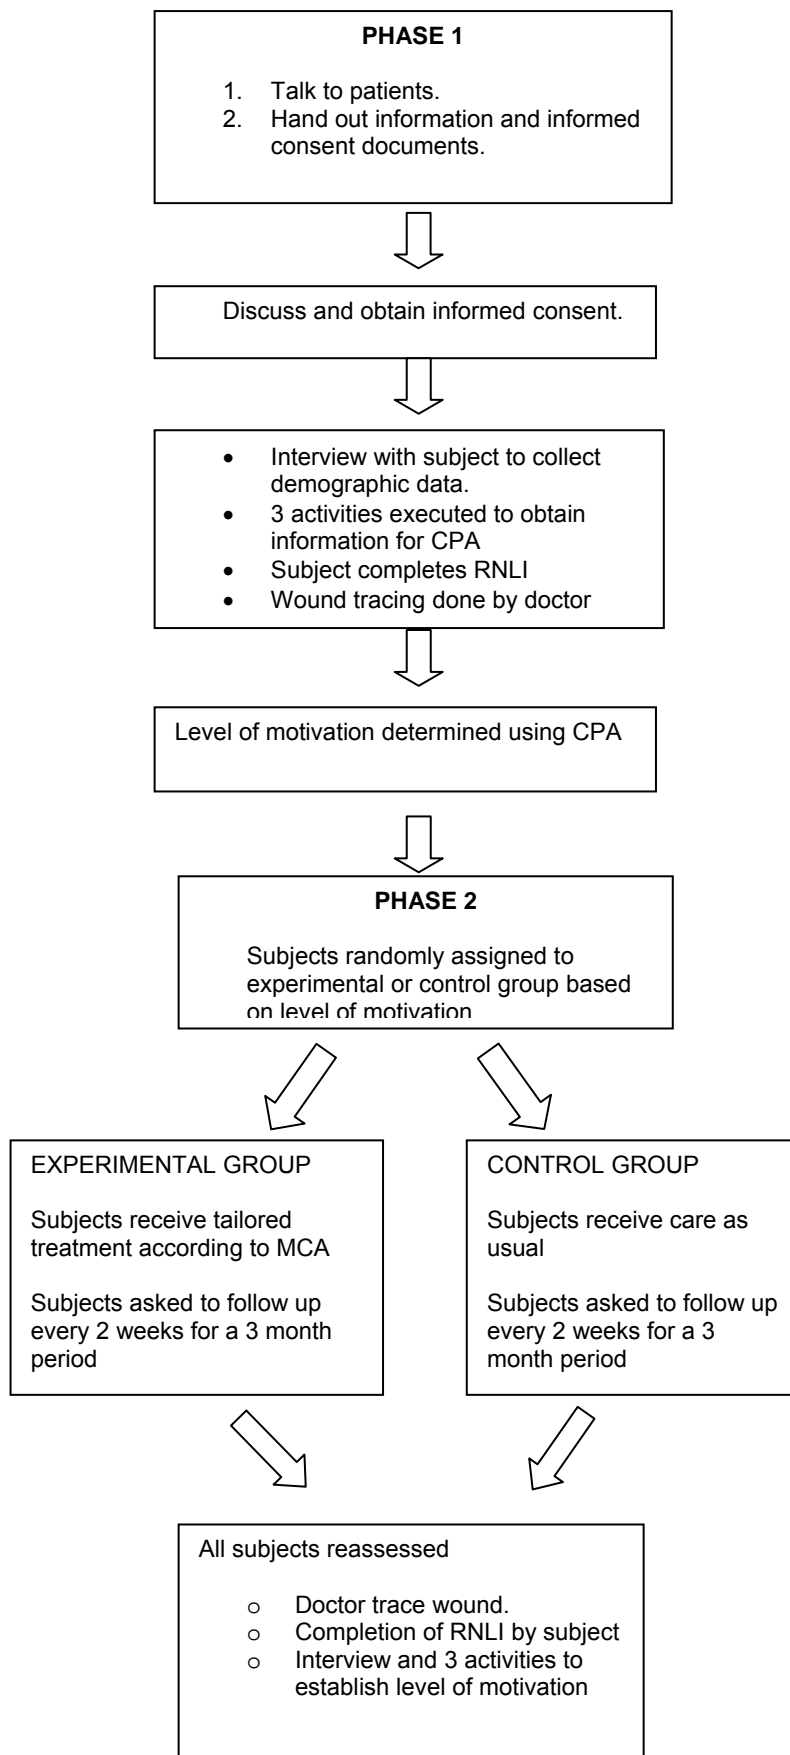 PHASE 1
1. Talk to patients.
2. Hand out information and informed
consent documents.
Discuss and obtain informed consent.
• Interview with subject to collect
demographic data.
• 3 activities executed to obtain
information for CPA
• Subject completes RNLI
• Wound tracing done by doctor
Level of motivation determined using CPA
PHASE 2
Subjects randomly assigned to
experimental or control group based
on level of motivation
EXPERIMENTAL GROUP
Subjects receive tailored
treatment according to MCA
Subjects asked to follow up
every 2 weeks for a 3 month
period
CONTROL GROUP
Subjects receive care as
usual
Subjects asked to follow up
every 2 weeks for a 3
month period
All subjects reassessed
o Doctor trace wound.
o Completion of RNLI by subject
o Interview and 3 activities to
establish level of motivation